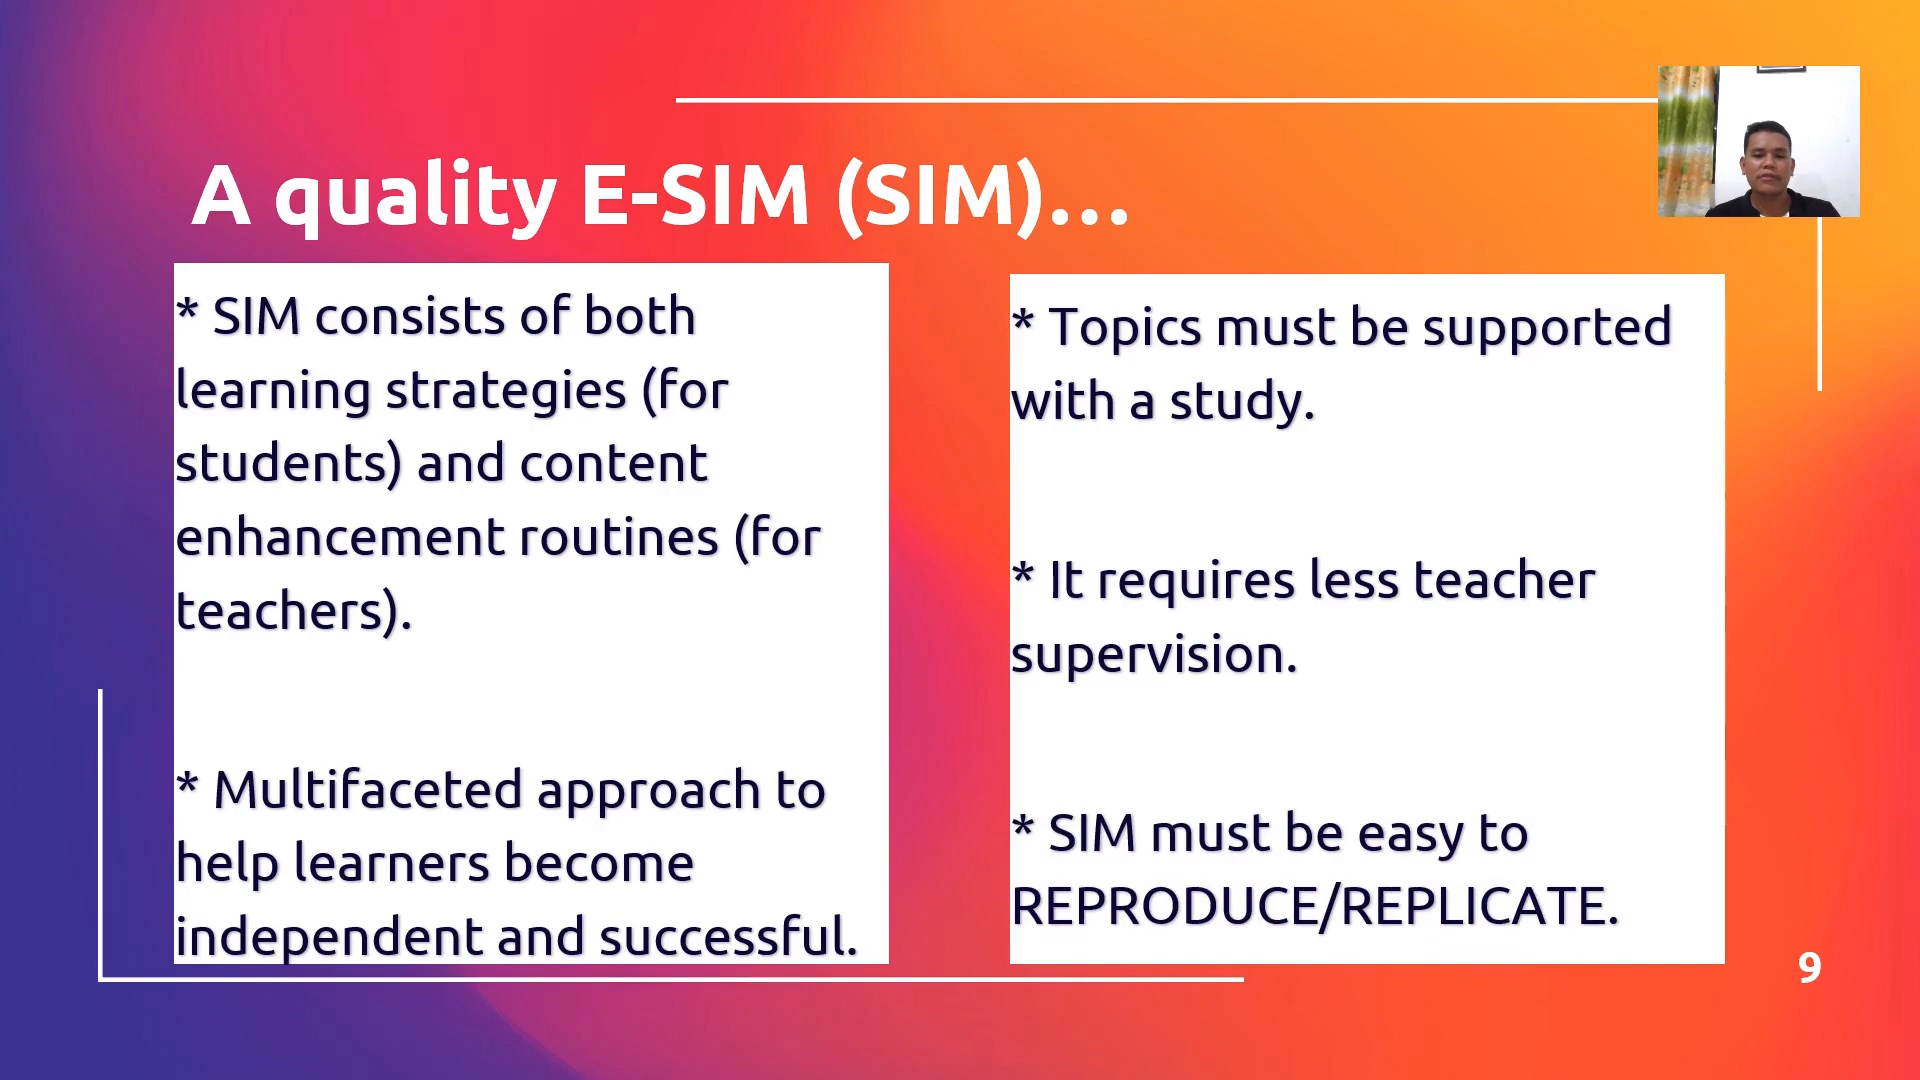 A quality E-SIM (SIM)...
* SIM consists of both
learning strategies (for
students) and content
enhancement routines (for
teachers).
* Multifaceted approach to
help learners become
independent and successful.
* Topics must be supported
with a study.
* It requires less teacher
supervision.
* SIM must be easy to
REPRODUCE/REPLICATE.
9